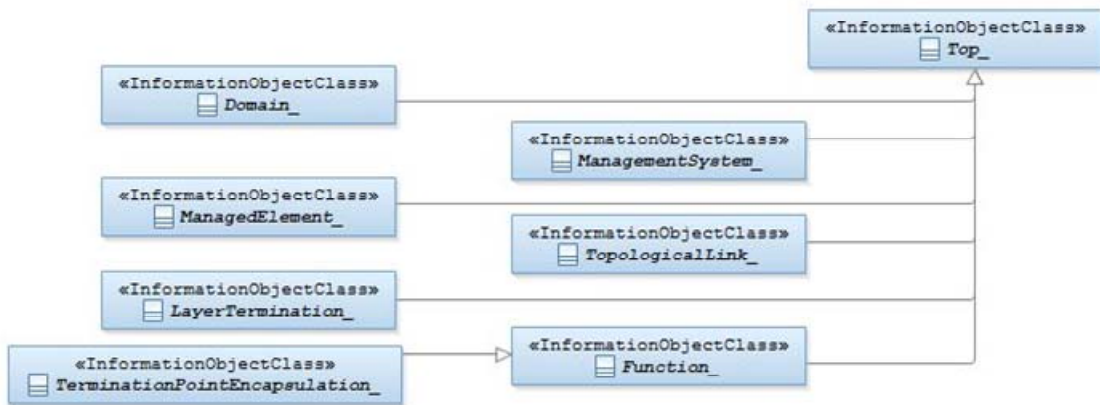 «InformationObjectClass»
Top_
«InformationObjectClass»
Domain_
«InformationObjectClass»
ManagementSystem_
«InformationObjectClass»
ManagedElement_
«InformationObjectClass»
TopologicalLink_
«InformationObjectClass»
LayerTermination_
«InformationObjectClass»
Function_
«InformationObjectClass»
TerminationPointEncapsulation_